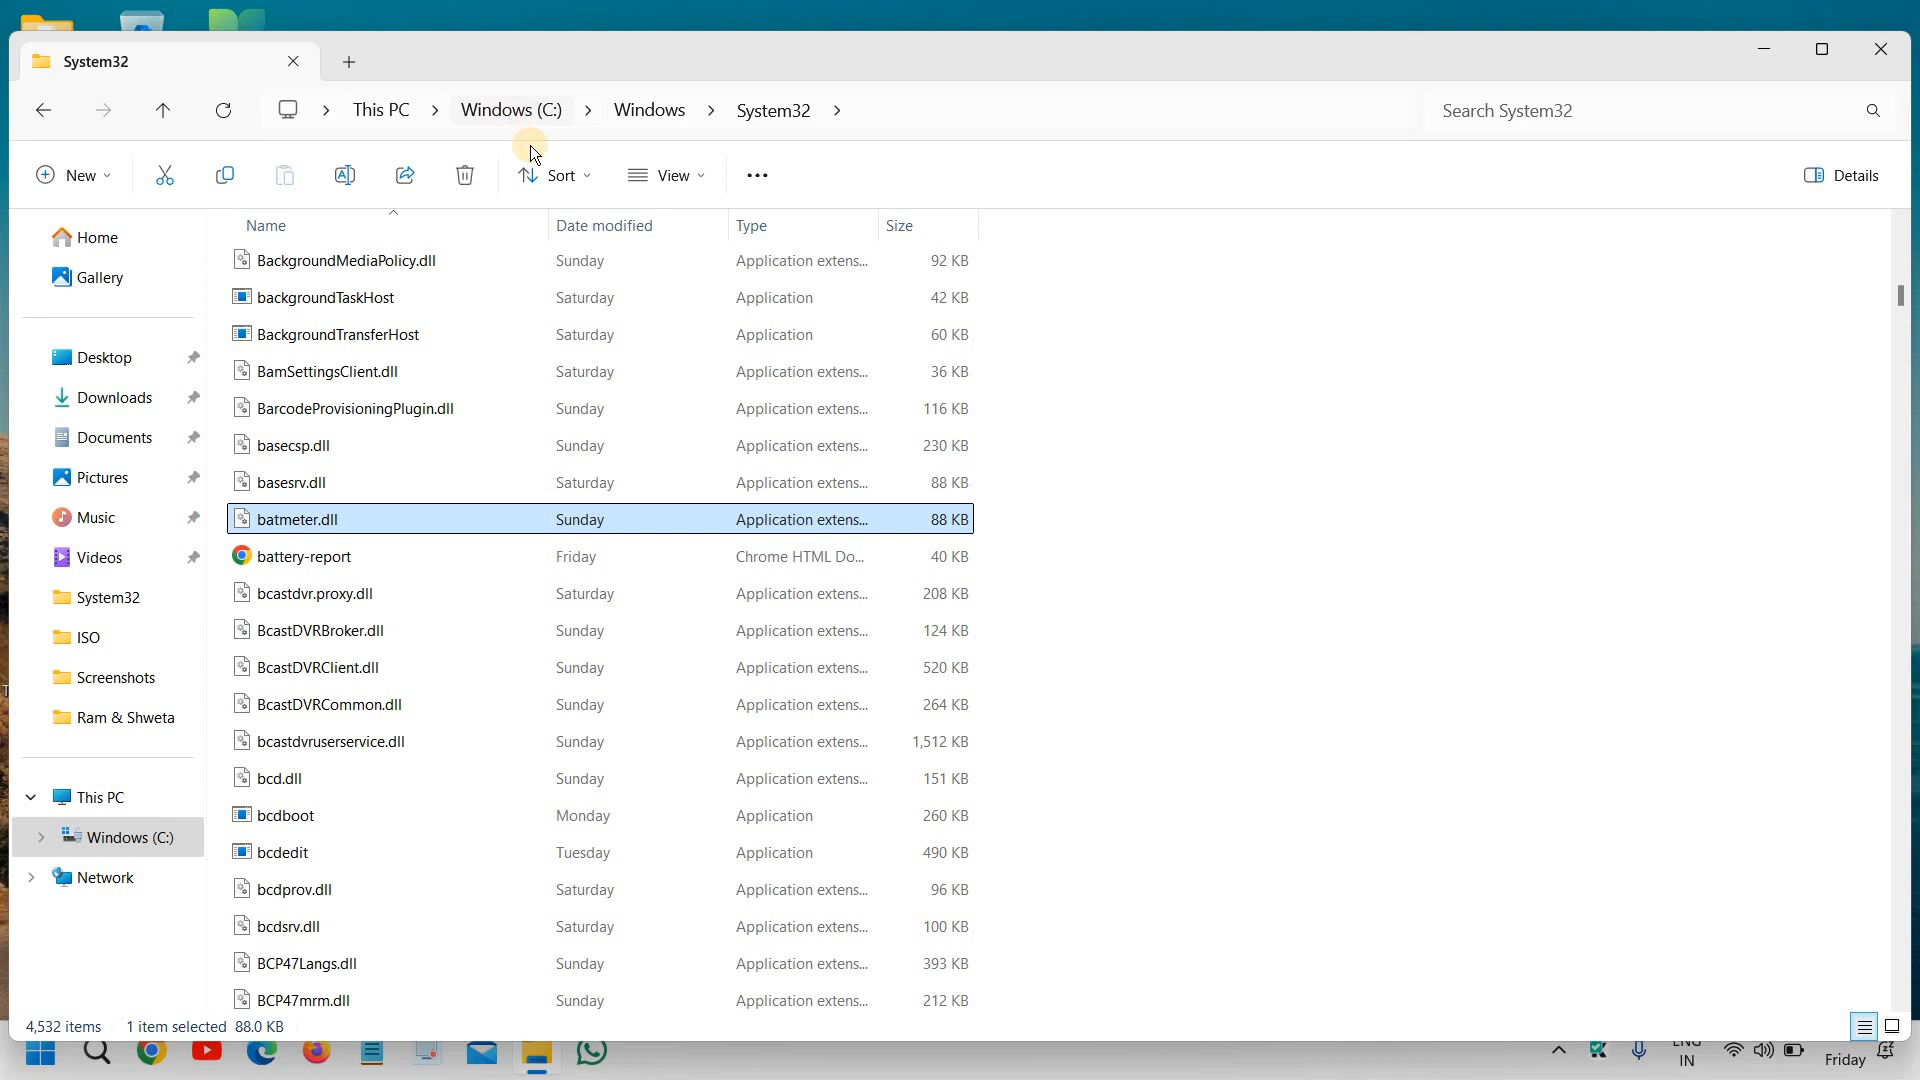 System32
This PC Windows (C:) Windows System32
Search System32
New Sort View Details
Name Date modified Type Size
Home
Gallery
Desktop
Downloads
Documents
Pictures
Music
Videos
System32
ISO
Screenshots
Ram & Shweta
This PC
Windows (C:)
Network
BackgroundMediaPolicy.dll Sunday Application extens... 92 KB
backgroundTaskHost Saturday Application 42 KB
BackgroundTransferHost Saturday Application 60 KB
BamSettingsClient.dll Saturday Application extens... 36 KB
BarcodeProvisioningPlugin.dll Sunday Application extens... 116 KB
basecsp.dll Sunday Application extens... 230 KB
basesrv.dll Saturday Application extens... 88 KB
batmeter.dll Sunday Application extens... 88 KB
battery-report Friday Chrome HTML Do... 40 KB
bcastdvr.proxy.dll Saturday Application extens... 208 KB
BcastDVRBroker.dll Sunday Application extens... 124 KB
BcastDVRClient.dll Sunday Application extens... 520 KB
BcastDVRCommon.dll Sunday Application extens... 264 KB
bcastdvruserservice.dll Sunday Application extens... 1,512 KB
bcd.dll Sunday Application extens... 151 KB
bcdboot Monday Application 260 KB
bcdedit Tuesday Application 490 KB
bcdprov.dll Saturday Application extens... 96 KB
bcdsrv.dll Saturday Application extens... 100 KB
BCP47Langs.dll Sunday Application extens... 393 KB
BCP47mrm.dll Sunday Application extens... 212 KB
4,532 items 1 item selected 88.0 KB
ENG
IN
Friday